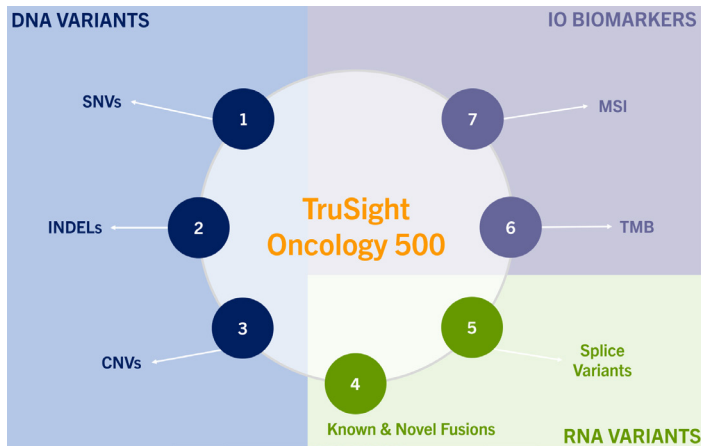 DNA VARIANTS
IO BIOMARKERS
SNVs
1
7
MSI
INDELs
2
TruSight
Oncology 500
6
TMB
CNVs
3
5
Splice
Variants
4
Known & Novel Fusions
RNA VARIANTS